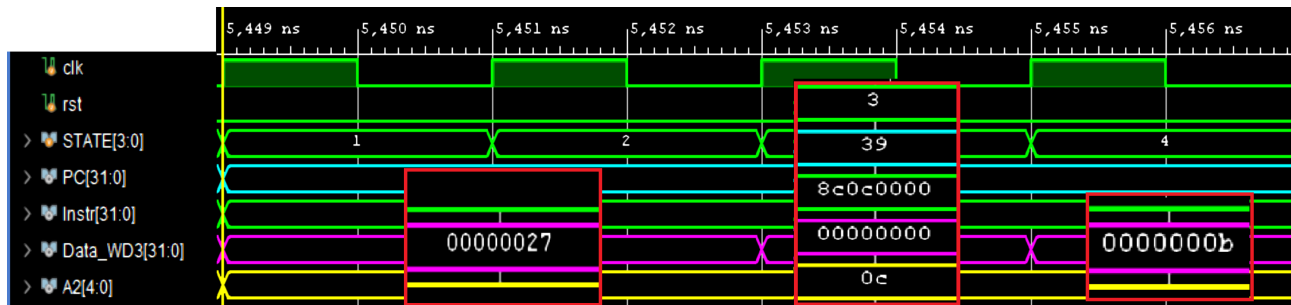 5,449 ns 5,450 ns 5,451 ns 5,452 ns 5,453 ns 5,454 ns 5,455 ns 5,456 ns
clk
rst
3
STATE[3:0] 1 2 39 4
PC[31:0]
8c0c0000
Instr[31:0]
00000000
Data_WD3[31:0] 00000027 0000000b
A2[4:0] 0c